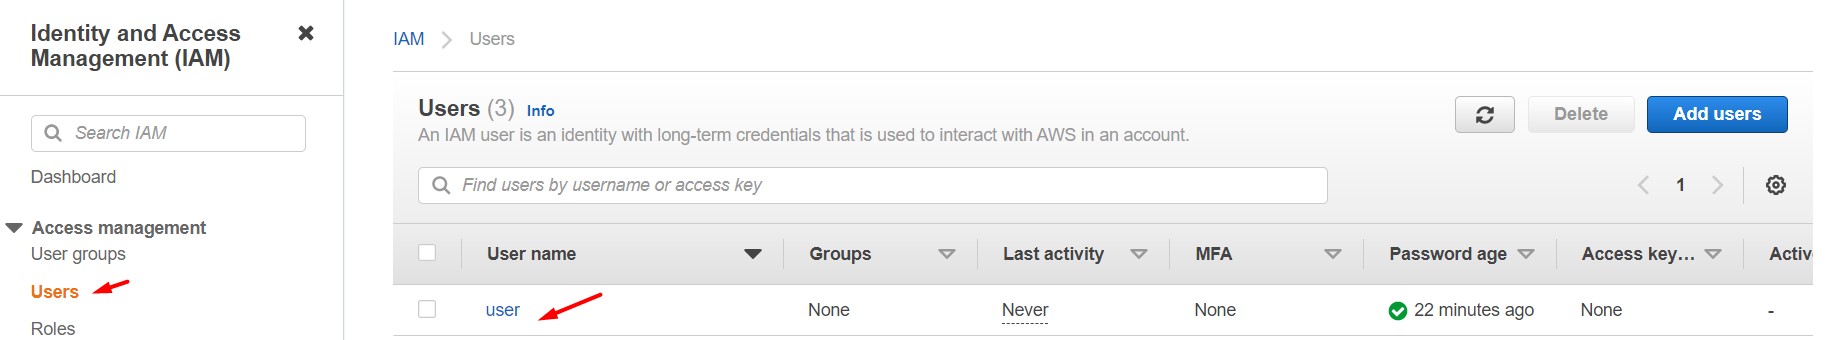 Identity and Access
Management (IAM)
Search IAM
Dashboard
Access management
User groups
Users
Roles
IAM
Users
Users (3) Info
An IAM user is an identity with long-term credentials that is used to interact with AWS in an account.
Delete
Add users
Find users by username or access key
1
User name Groups Last activity MFA Password age Access key... Activ
user None Never None 22 minutes ago None -